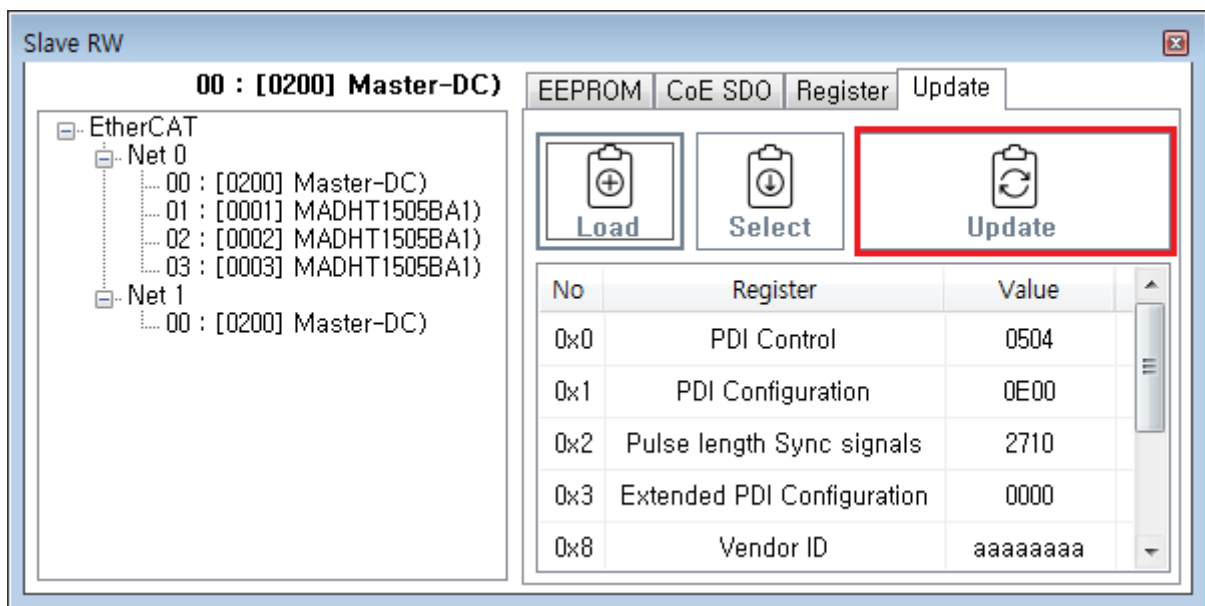 Slave RW
00 : [0200] Master-DC)
EtherCAT
Net 0
00 : [0200] Master-DC)
01 : [0001] MADHT1505BA1)
02 : [0002] MADHT1505BA1)
03 : [0003] MADHT1505BA1)
Net 1
00 : [0200] Master-DC)
EEPROM CoE SDO Register Update
Load Select Update
No Register Value
0x0 PDI Control 0504
0x1 PDI Configuration 0E00
0x2 Pulse length Sync signals 2710
0x3 Extended PDI Configuration 0000
0x8 Vendor ID aaaaaaaa